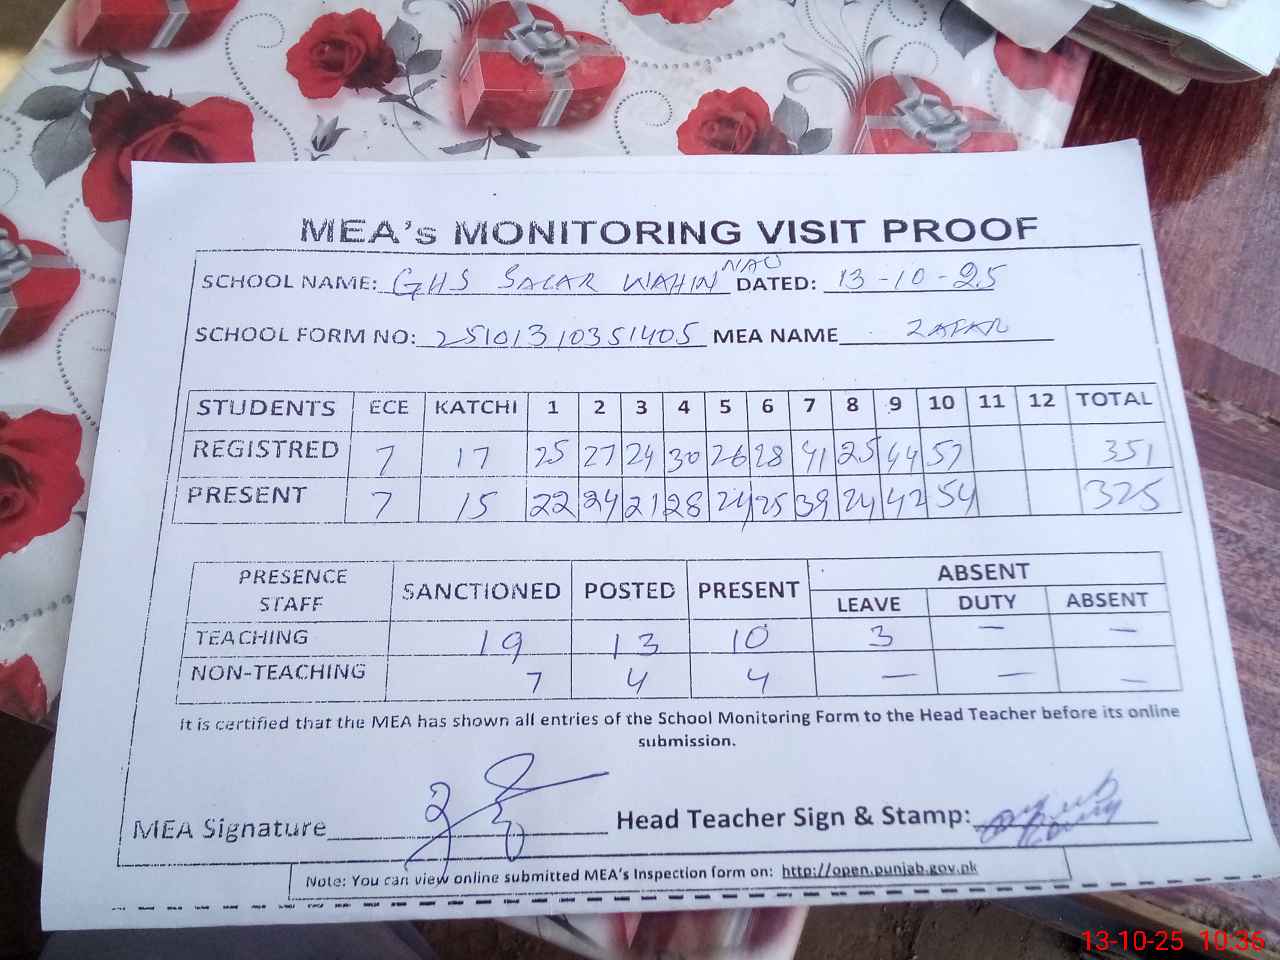 MEA's MONITORING VISIT PROOF
SCHOOL NAME: GHS SALAR WAHIN NAU DATED: 13-10-25
SCHOOL FORM NO: 25101310351405 MEA NAME ZAFAR
STUDENTS ECE KATCHI 1 2 3 4 5 6 7 8 9 10 11 12 TOTAL
REGISTRED 7 17 25 27 24 30 26 28 41 25 44 57 351
PRESENT 7 15 22 24 21 28 24 25 39 24 42 54 325
PRESENCE STAFF SANCTIONED POSTED PRESENT ABSENT
LEAVE DUTY ABSENT
TEACHING 19 13 10 3 — —
NON-TEACHING 7 4 4 — — —
It is certified that the MEA has shown all entries of the School Monitoring Form to the Head Teacher before its online
submission.
MEA Signature Head Teacher Sign & Stamp:
Note: You can view online submitted MEA's Inspection form on: http://open.punjab.gov.pk
13-10-25 10:36